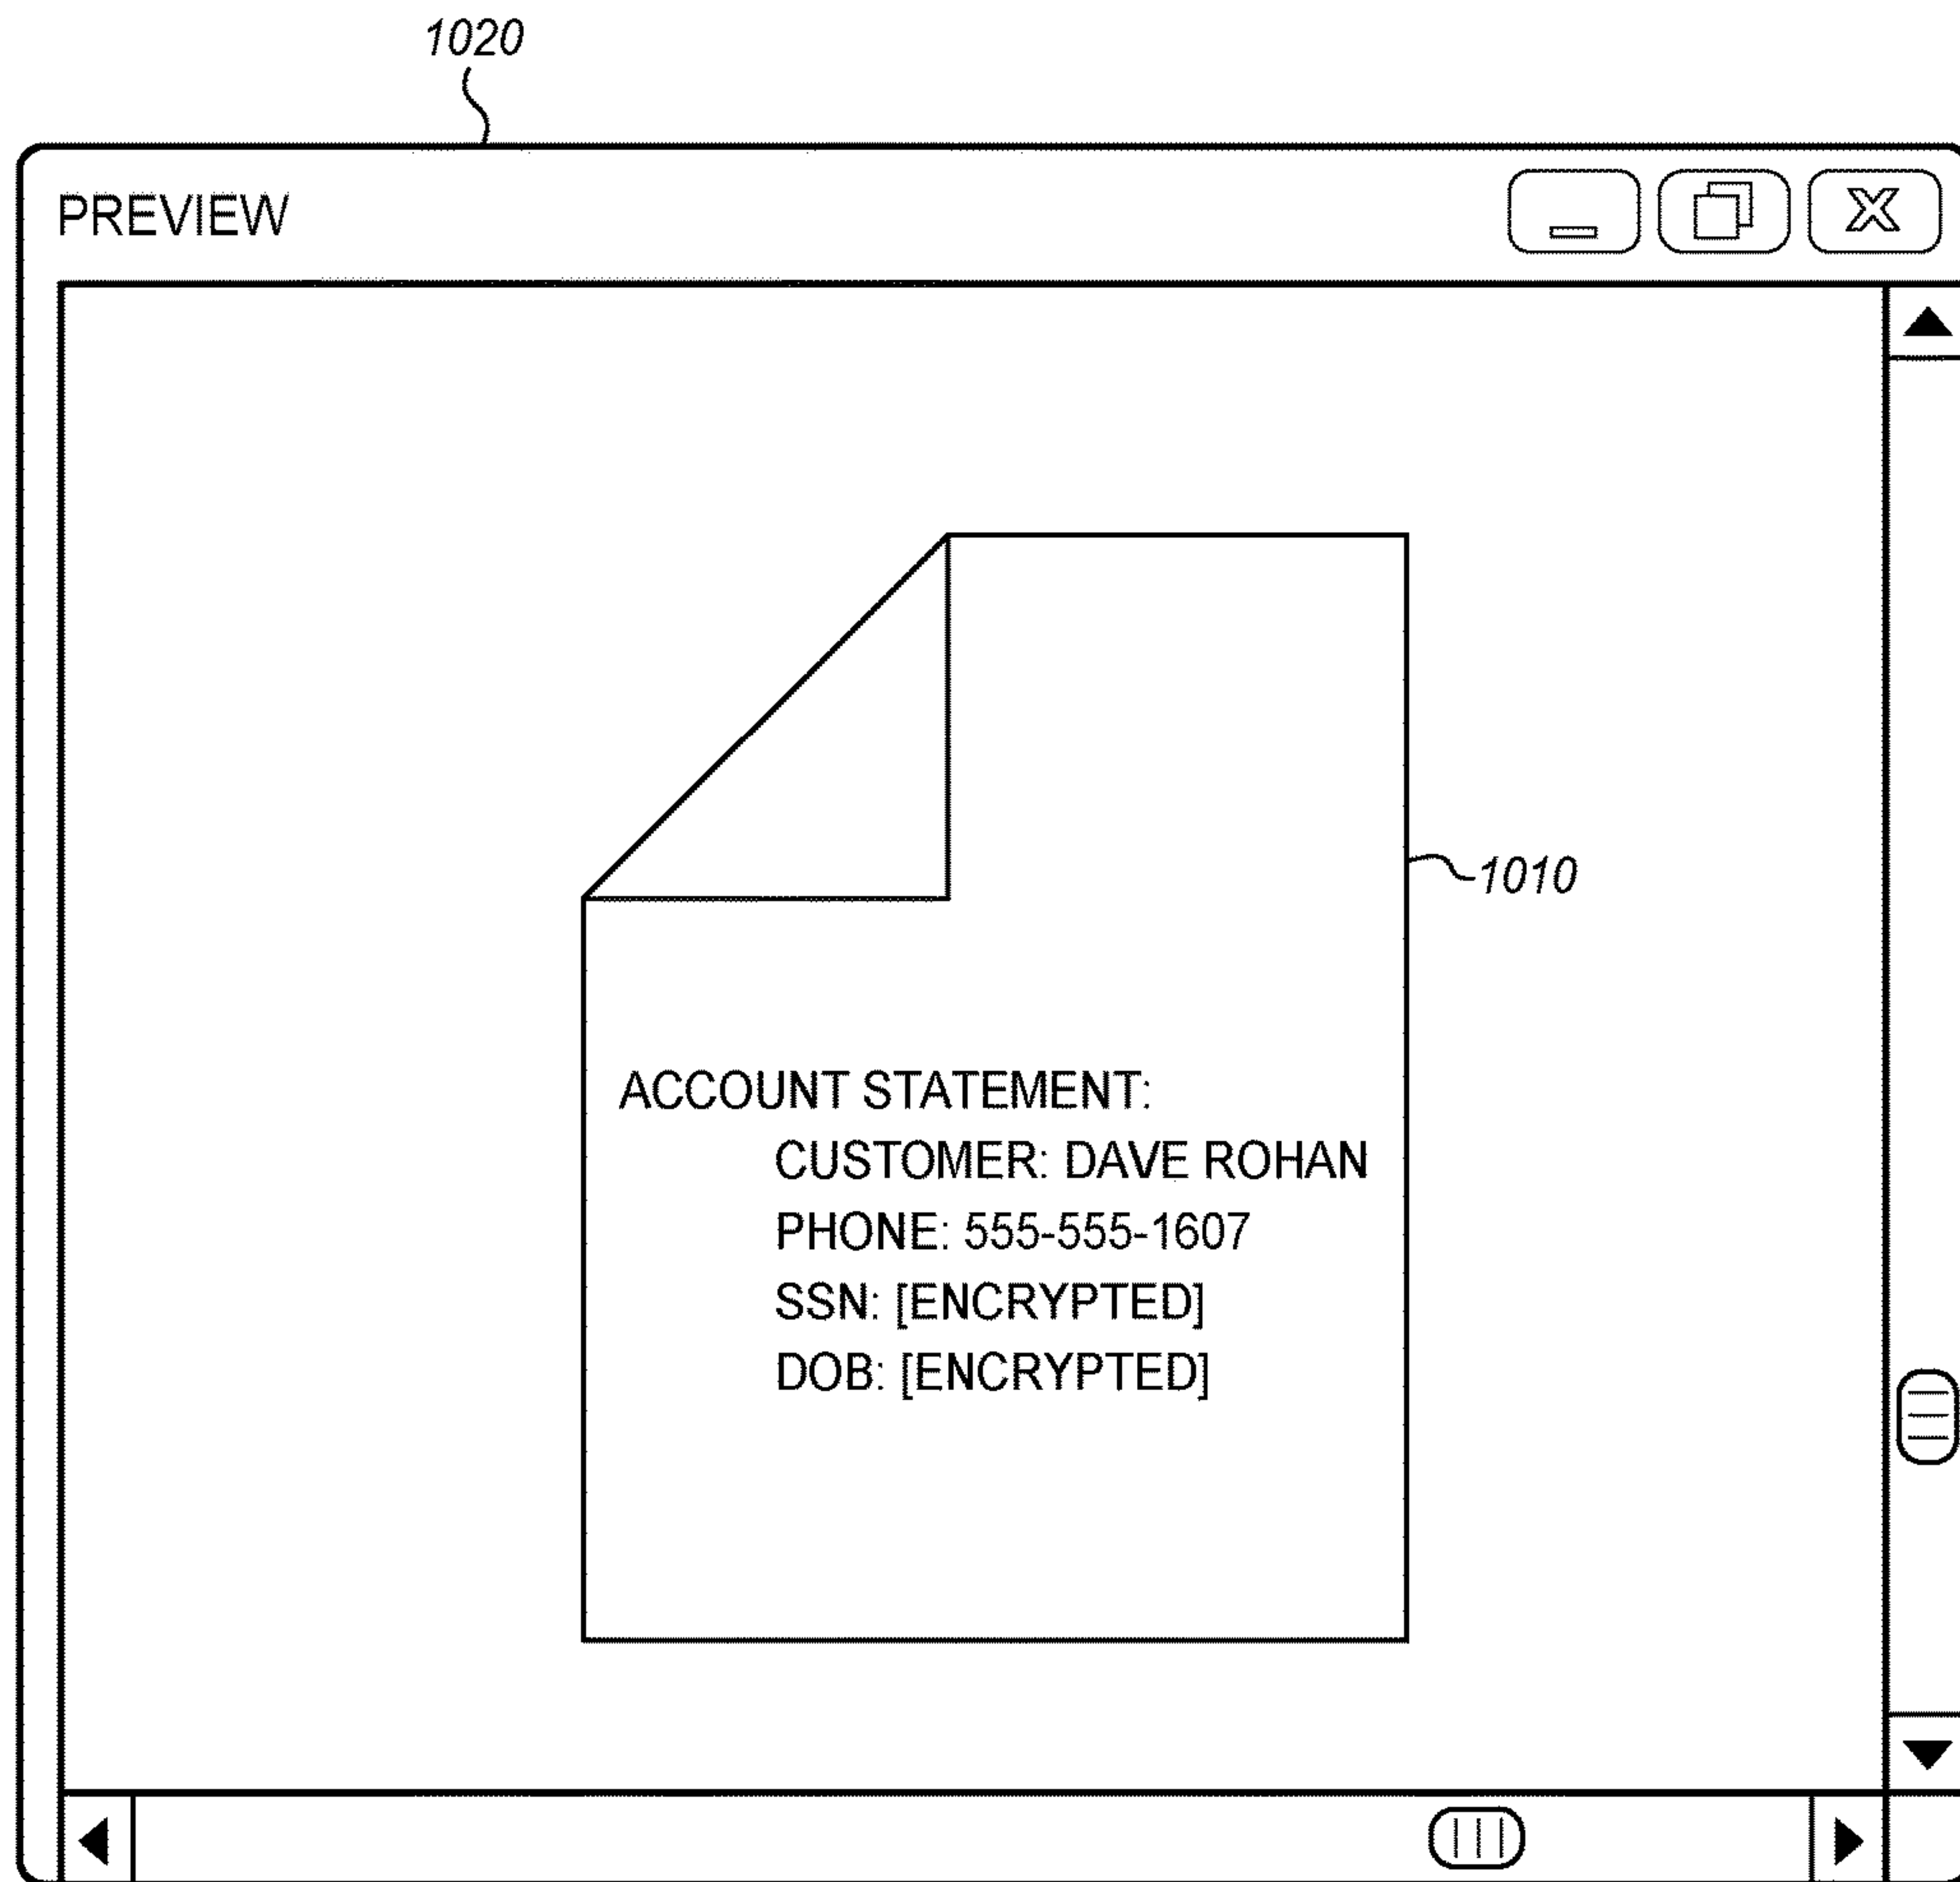 1020
PREVIEW
X
1010
ACCOUNT STATEMENT:
CUSTOMER: DAVE ROHAN
PHONE: 555-555-1607
SSN: [ENCRYPTED]
DOB: [ENCRYPTED]